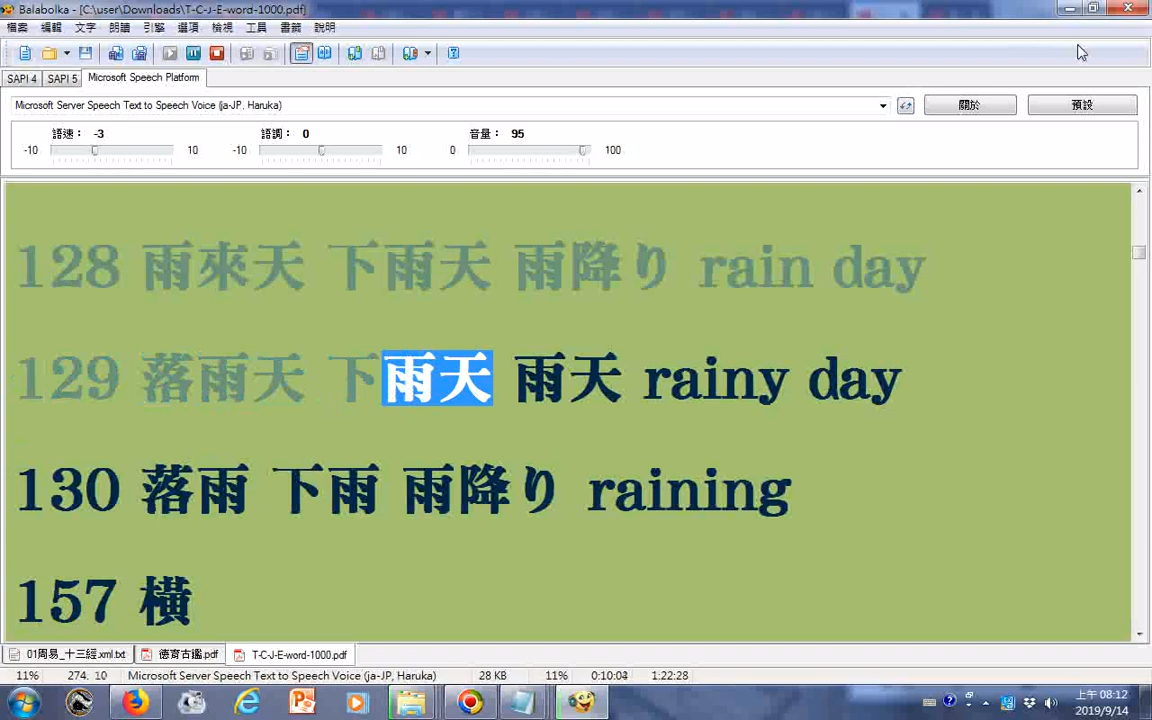 Balabolka - [C:\user\Downloads\T-C-J-E-word-1000.pdf]
檔案 編輯 文字 朗讀 引擎 選項 檢視 工具 書籤 說明
SAPI 4 SAPI 5 Microsoft Speech Platform
Microsoft Server Speech Text to Speech Voice (ja-JP, Haruka) 關於 預設
語速： -3 語調： 0 音量： 95
-10 10 -10 10 0 100
128 雨來天 下雨天 雨降り rain day
129 落雨天 下雨天 雨天 rainy day
130 落雨 下雨 雨降り raining
157 橫
01周易_十三經.xml.txt 德育古鑑.pdf T-C-J-E-word-1000.pdf
11% 274. 10 Microsoft Server Speech Text to Speech Voice (ja-JP, Haruka) 28 KB 11% 0:10:04 1:22:28
上午 08:12
2019/9/14